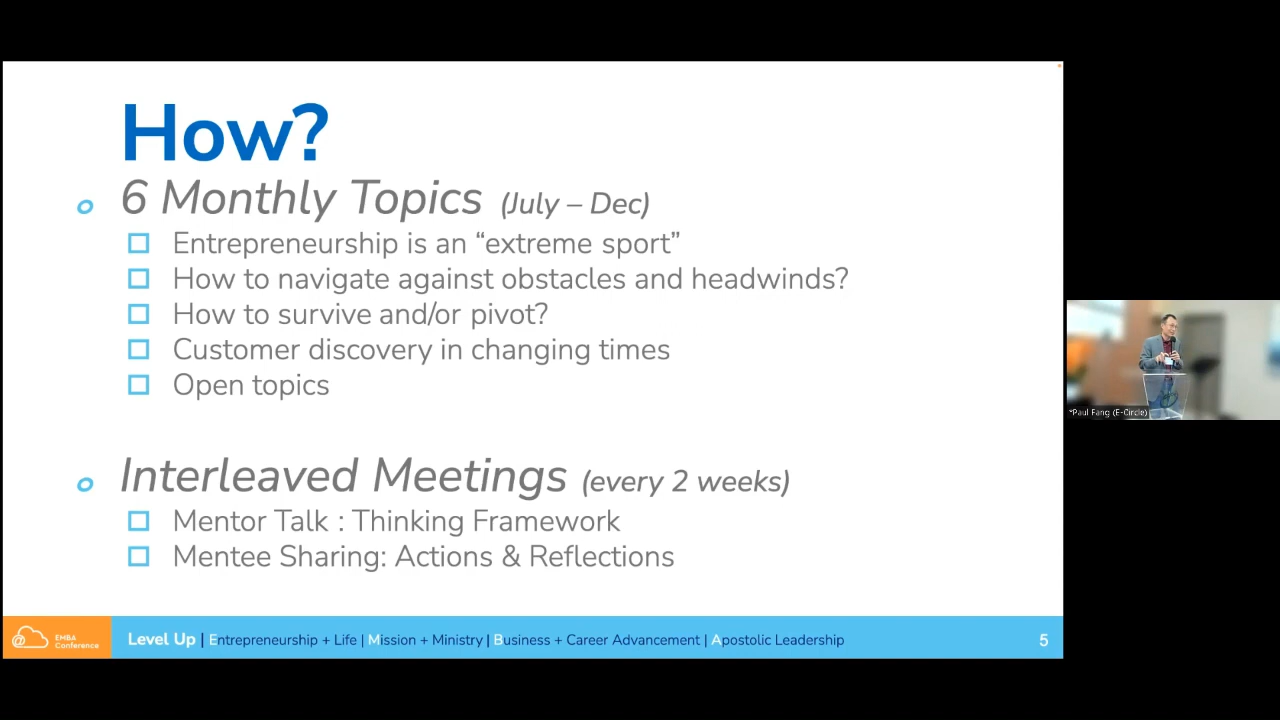 How?
6 Monthly Topics (July – Dec)
Entrepreneurship is an “extreme sport”
How to navigate against obstacles and headwinds?
How to survive and/or pivot?
Customer discovery in changing times
Open topics
Interleaved Meetings (every 2 weeks)
Mentor Talk : Thinking Framework
Mentee Sharing: Actions & Reflections
@ EMBA
Conference
Level Up | Entrepreneurship + Life | Mission + Ministry | Business + Career Advancement | Apostolic Leadership
5
*Paul Fang (E-Circle)